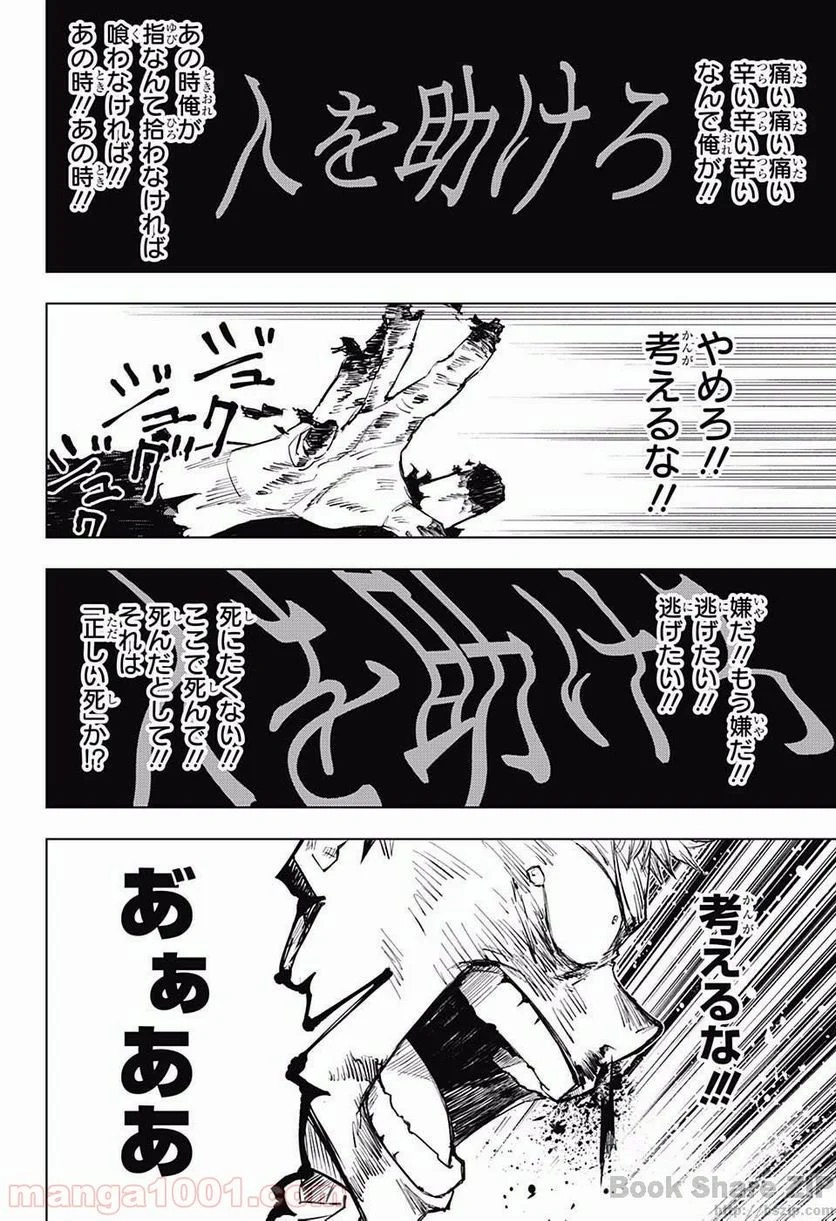 痛い痛い痛い
辛い辛い辛い
なんで俺が!!
人を助けろ
あの時俺が
指なんて拾わなければ
喰わなければ!!
あの時!!あの時!!
やめろ!!
考えるな!!
ジュク
ジュク
ジュク
嫌だ!!もう嫌だ!!
逃げたい!!
逃げたい!!
人を助けろ
死にたくない!!
ここで死んで!!
死んだとして!!
それは
「正しい死」か!?
考えるな!!!
あ゙ぁああ
manga1001.com
Book Share ZIP
http://bszip.com